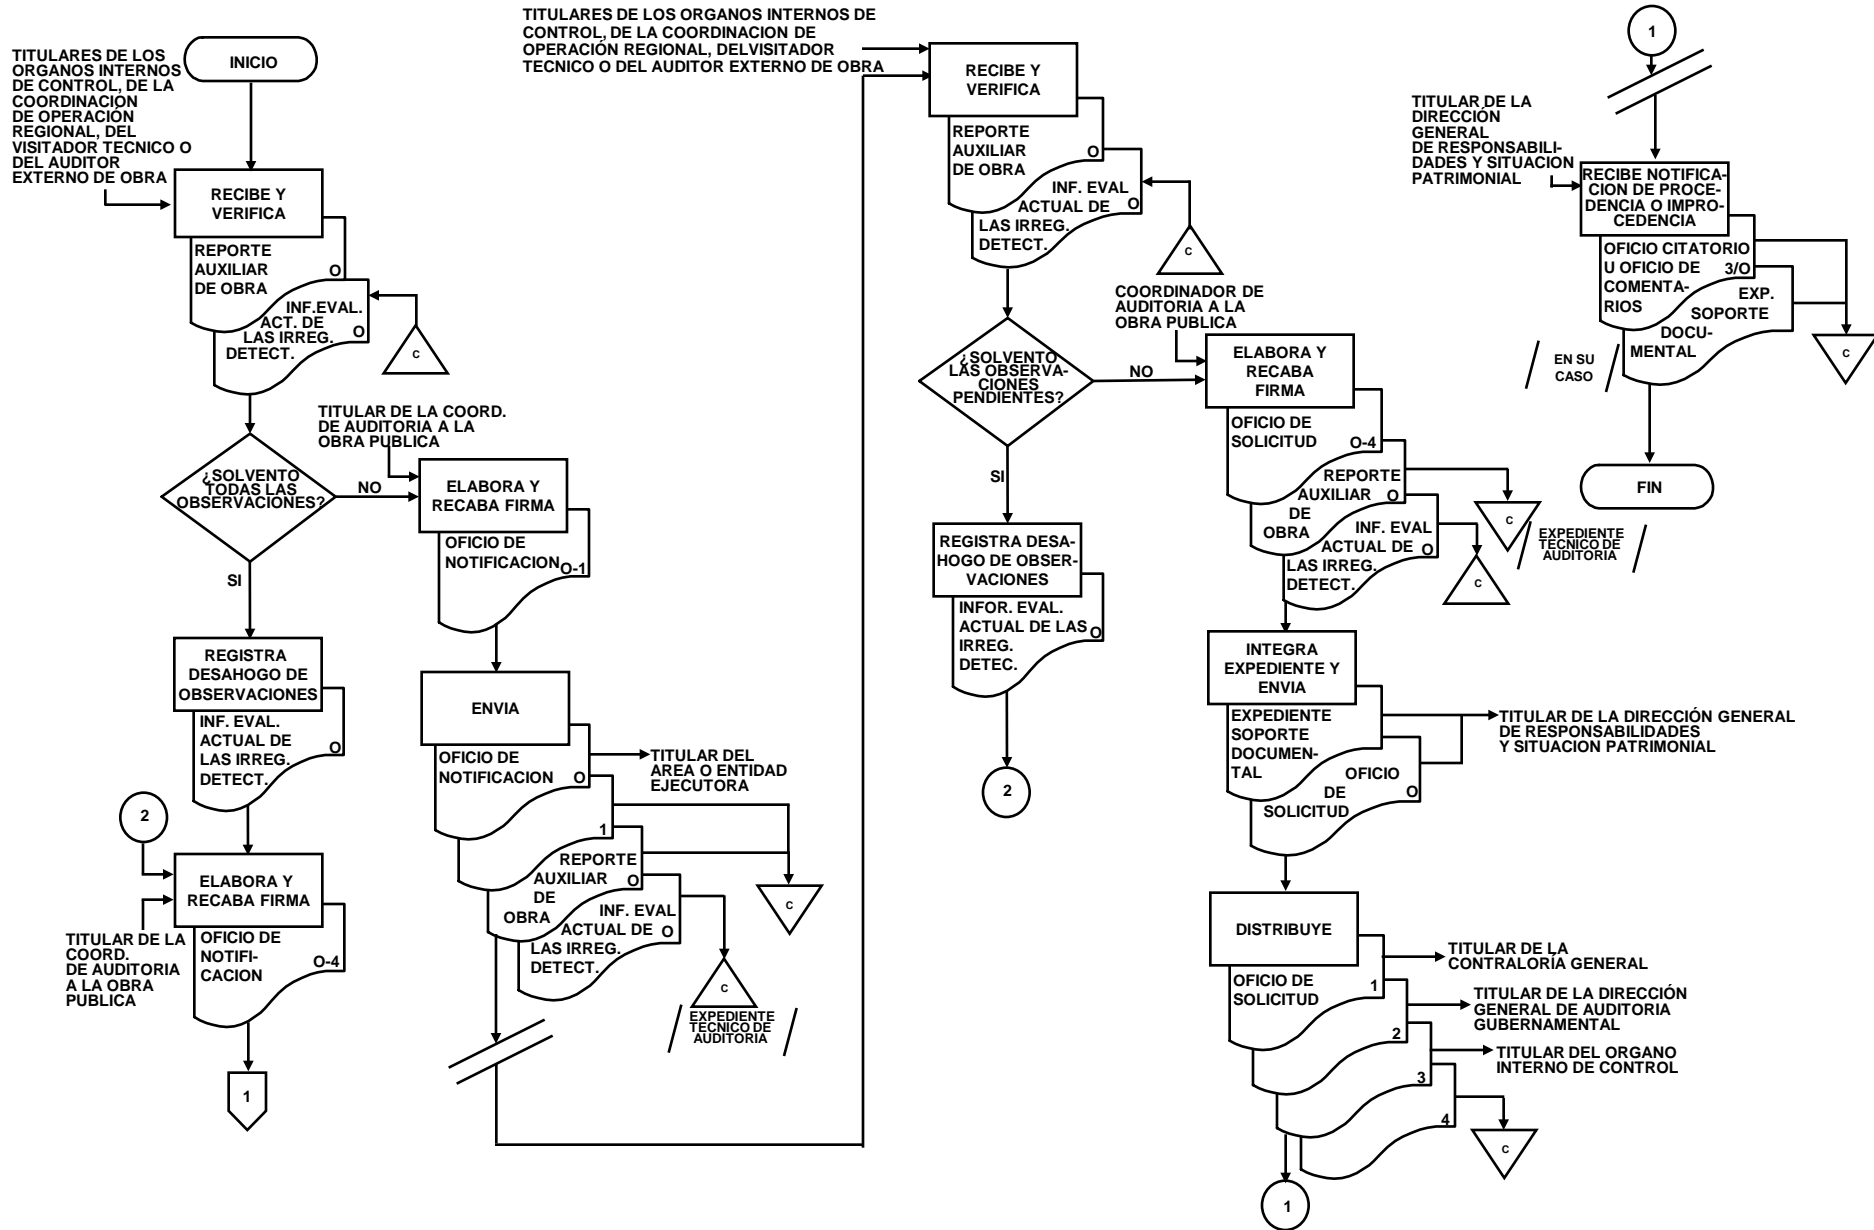 TITULARES DE LOS
ORGANOS INTERNOS
DE CONTROL, DE LA
COORDINACION
DE OPERACIÓN
REGIONAL, DEL
VISITADOR TECNICO O
DEL AUDITOR
EXTERNO DE OBRA
INICIO
RECIBE Y
VERIFICA
REPORTE
AUXILIAR
DE OBRA
O
INF.EVAL.
ACT. DE
LAS IRREG.
DETECT.
O
C
¿SOLVENTO
TODAS LAS
OBSERVACIONES?
NO
SI
REGISTRA
DESAHOGO DE
OBSERVACIONES
INF. EVAL.
ACTUAL DE
LAS IRREG.
DETECT.
O
2
ELABORA Y
RECABA FIRMA
TITULAR DE LA
COORD.
DE AUDITORIA
A LA OBRA
PUBLICA
OFICIO DE
NOTIFI-
CACION
O-4
1
TITULAR DE LA COORD.
DE AUDITORIA A LA
OBRA PUBLICA
ELABORA Y
RECABA FIRMA
OFICIO DE
NOTIFICACION
O-1
ENVIA
OFICIO DE
NOTIFICACION
O
TITULAR DEL
AREA O ENTIDAD
EJECUTORA
1
REPORTE
AUXILIAR
DE
OBRA
O
INF. EVAL
ACTUAL DE
LAS IRREG.
DETECT.
O
C
C
EXPEDIENTE
TECNICO DE
AUDITORIA
TITULARES DE LOS ORGANOS INTERNOS DE
CONTROL, DE LA COORDINACION DE
OPERACIÓN REGIONAL, DELVISITADOR
TECNICO O DEL AUDITOR EXTERNO DE OBRA
RECIBE Y
VERIFICA
REPORTE
AUXILIAR
DE OBRA
O
INF. EVAL
ACTUAL DE
LAS IRREG.
DETECT.
O
C
¿SOLVENTO
LAS OBSERVA-
CIONES
PENDIENTES?
NO
SI
REGISTRA DESA-
HOGO DE OBSER-
VACIONES
INFOR. EVAL.
ACTUAL DE LAS
IRREG.
DETEC.
O
2
COORDINADOR DE
AUDITORIA A LA
OBRA PUBLICA
ELABORA Y
RECABA
FIRMA
OFICIO DE
SOLICITUD
O-4
REPORTE
AUXILIAR
DE
OBRA
O
INF. EVAL
ACTUAL DE
LAS IRREG.
DETECT.
O
C
EXPEDIENTE
TECNICO DE
AUDITORIA
C
INTEGRA
EXPEDIENTE Y
ENVIA
EXPEDIENTE
SOPORTE
DOCUMEN-
TAL
OFICIO
DE
SOLICITUD
O
TITULAR DE LA DIRECCIÓN GENERAL
DE RESPONSABILIDADES
Y SITUACION PATRIMONIAL
DISTRIBUYE
OFICIO DE
SOLICITUD
1
TITULAR DE LA
CONTRALORÍA GENERAL
2
TITULAR DE LA DIRECCIÓN
GENERAL DE AUDITORIA
GUBERNAMENTAL
3
TITULAR DEL ORGANO
INTERNO DE CONTROL
4
C
1
1
TITULAR DE LA
DIRECCIÓN
GENERAL
DE RESPONSABILI-
DADES Y SITUACION
PATRIMONIAL
RECIBE NOTIFICA-
CION DE PROCE-
DENCIA O IMPRO-
CEDENCIA
OFICIO CITATORIO
U OFICIO DE
COMENTA-
RIOS
3/O
EXP.
SOPORTE
DOCU-
MENTAL
EN SU
CASO
C
FIN